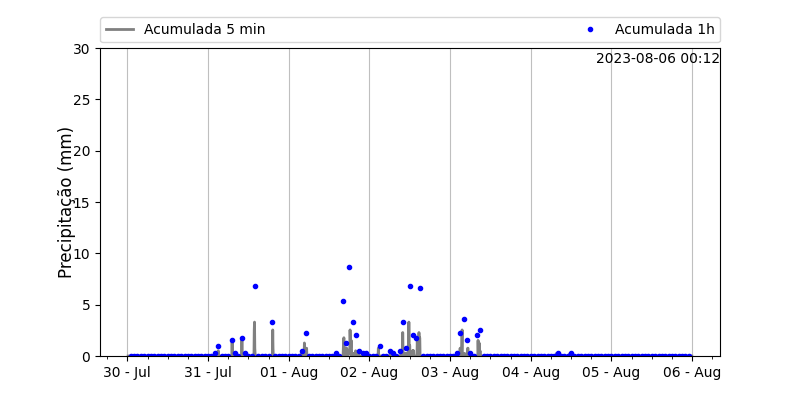 Acumulada 5 min
Acumulada 1h
2023-08-06 00:12
Precipitação (mm)
30
25
20
15
10
5
0
30 - Jul
31 - Jul
01 - Aug
02 - Aug
03 - Aug
04 - Aug
05 - Aug
06 - Aug